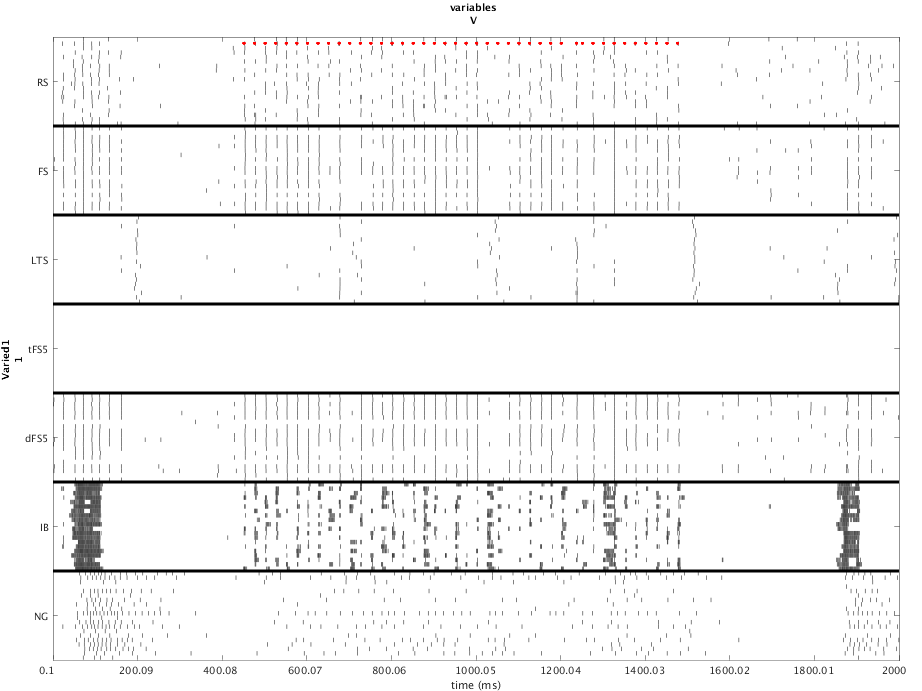 variables
V
RS
FS
LTS
Varied1
1
tFS5
dFS5
IB
NG
0.1 200.09 400.08 600.07 800.06 1000.05 1200.04 1400.03 1600.02 1800.01 2000
time (ms)